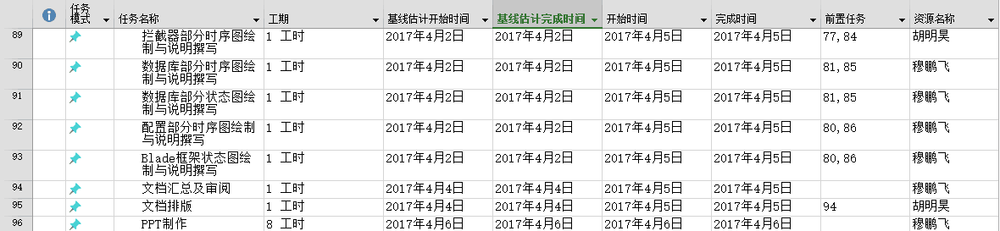 任务模式 任务名称 工期 基线估计开始时间 基线估计完成时间 开始时间 完成时间 前置任务 资源名称
89 拦截器部分时序图绘制与说明撰写 1 工时 2017年4月2日 2017年4月2日 2017年4月5日 2017年4月5日 77,84 胡明昊
90 数据库部分时序图绘制与说明撰写 1 工时 2017年4月2日 2017年4月2日 2017年4月5日 2017年4月5日 81,85 穆鹏飞
91 数据库部分状态图绘制与说明撰写 1 工时 2017年4月2日 2017年4月2日 2017年4月5日 2017年4月5日 81,85 穆鹏飞
92 配置部分时序图绘制与说明撰写 1 工时 2017年4月2日 2017年4月2日 2017年4月5日 2017年4月5日 80,86 穆鹏飞
93 Blade框架状态图绘制与说明撰写 1 工时 2017年4月2日 2017年4月2日 2017年4月5日 2017年4月5日 80,86 穆鹏飞
94 文档汇总及审阅 1 工时 2017年4月4日 2017年4月4日 2017年4月5日 2017年4月5日 穆鹏飞
95 文档排版 1 工时 2017年4月4日 2017年4月4日 2017年4月5日 2017年4月5日 94 胡明昊
96 PPT制作 8 工时 2017年4月6日 2017年4月6日 2017年4月5日 2017年4月5日 穆鹏飞